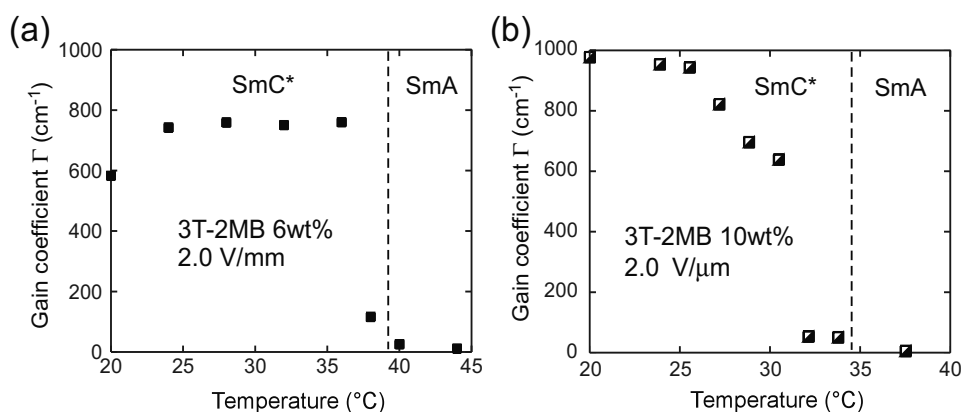 (a)
1000
800
600
400
200
0
Gain coefficient Γ (cm-1)
SmC*
SmA
3T-2MB 6wt%
2.0 V/mm
20
25
30
35
40
45
Temperature (°C)
(b)
1000
800
600
400
200
0
Gain coefficient Γ (cm-1)
SmC*
SmA
3T-2MB 10wt%
2.0 V/μm
20
25
30
35
40
Temperature (°C)